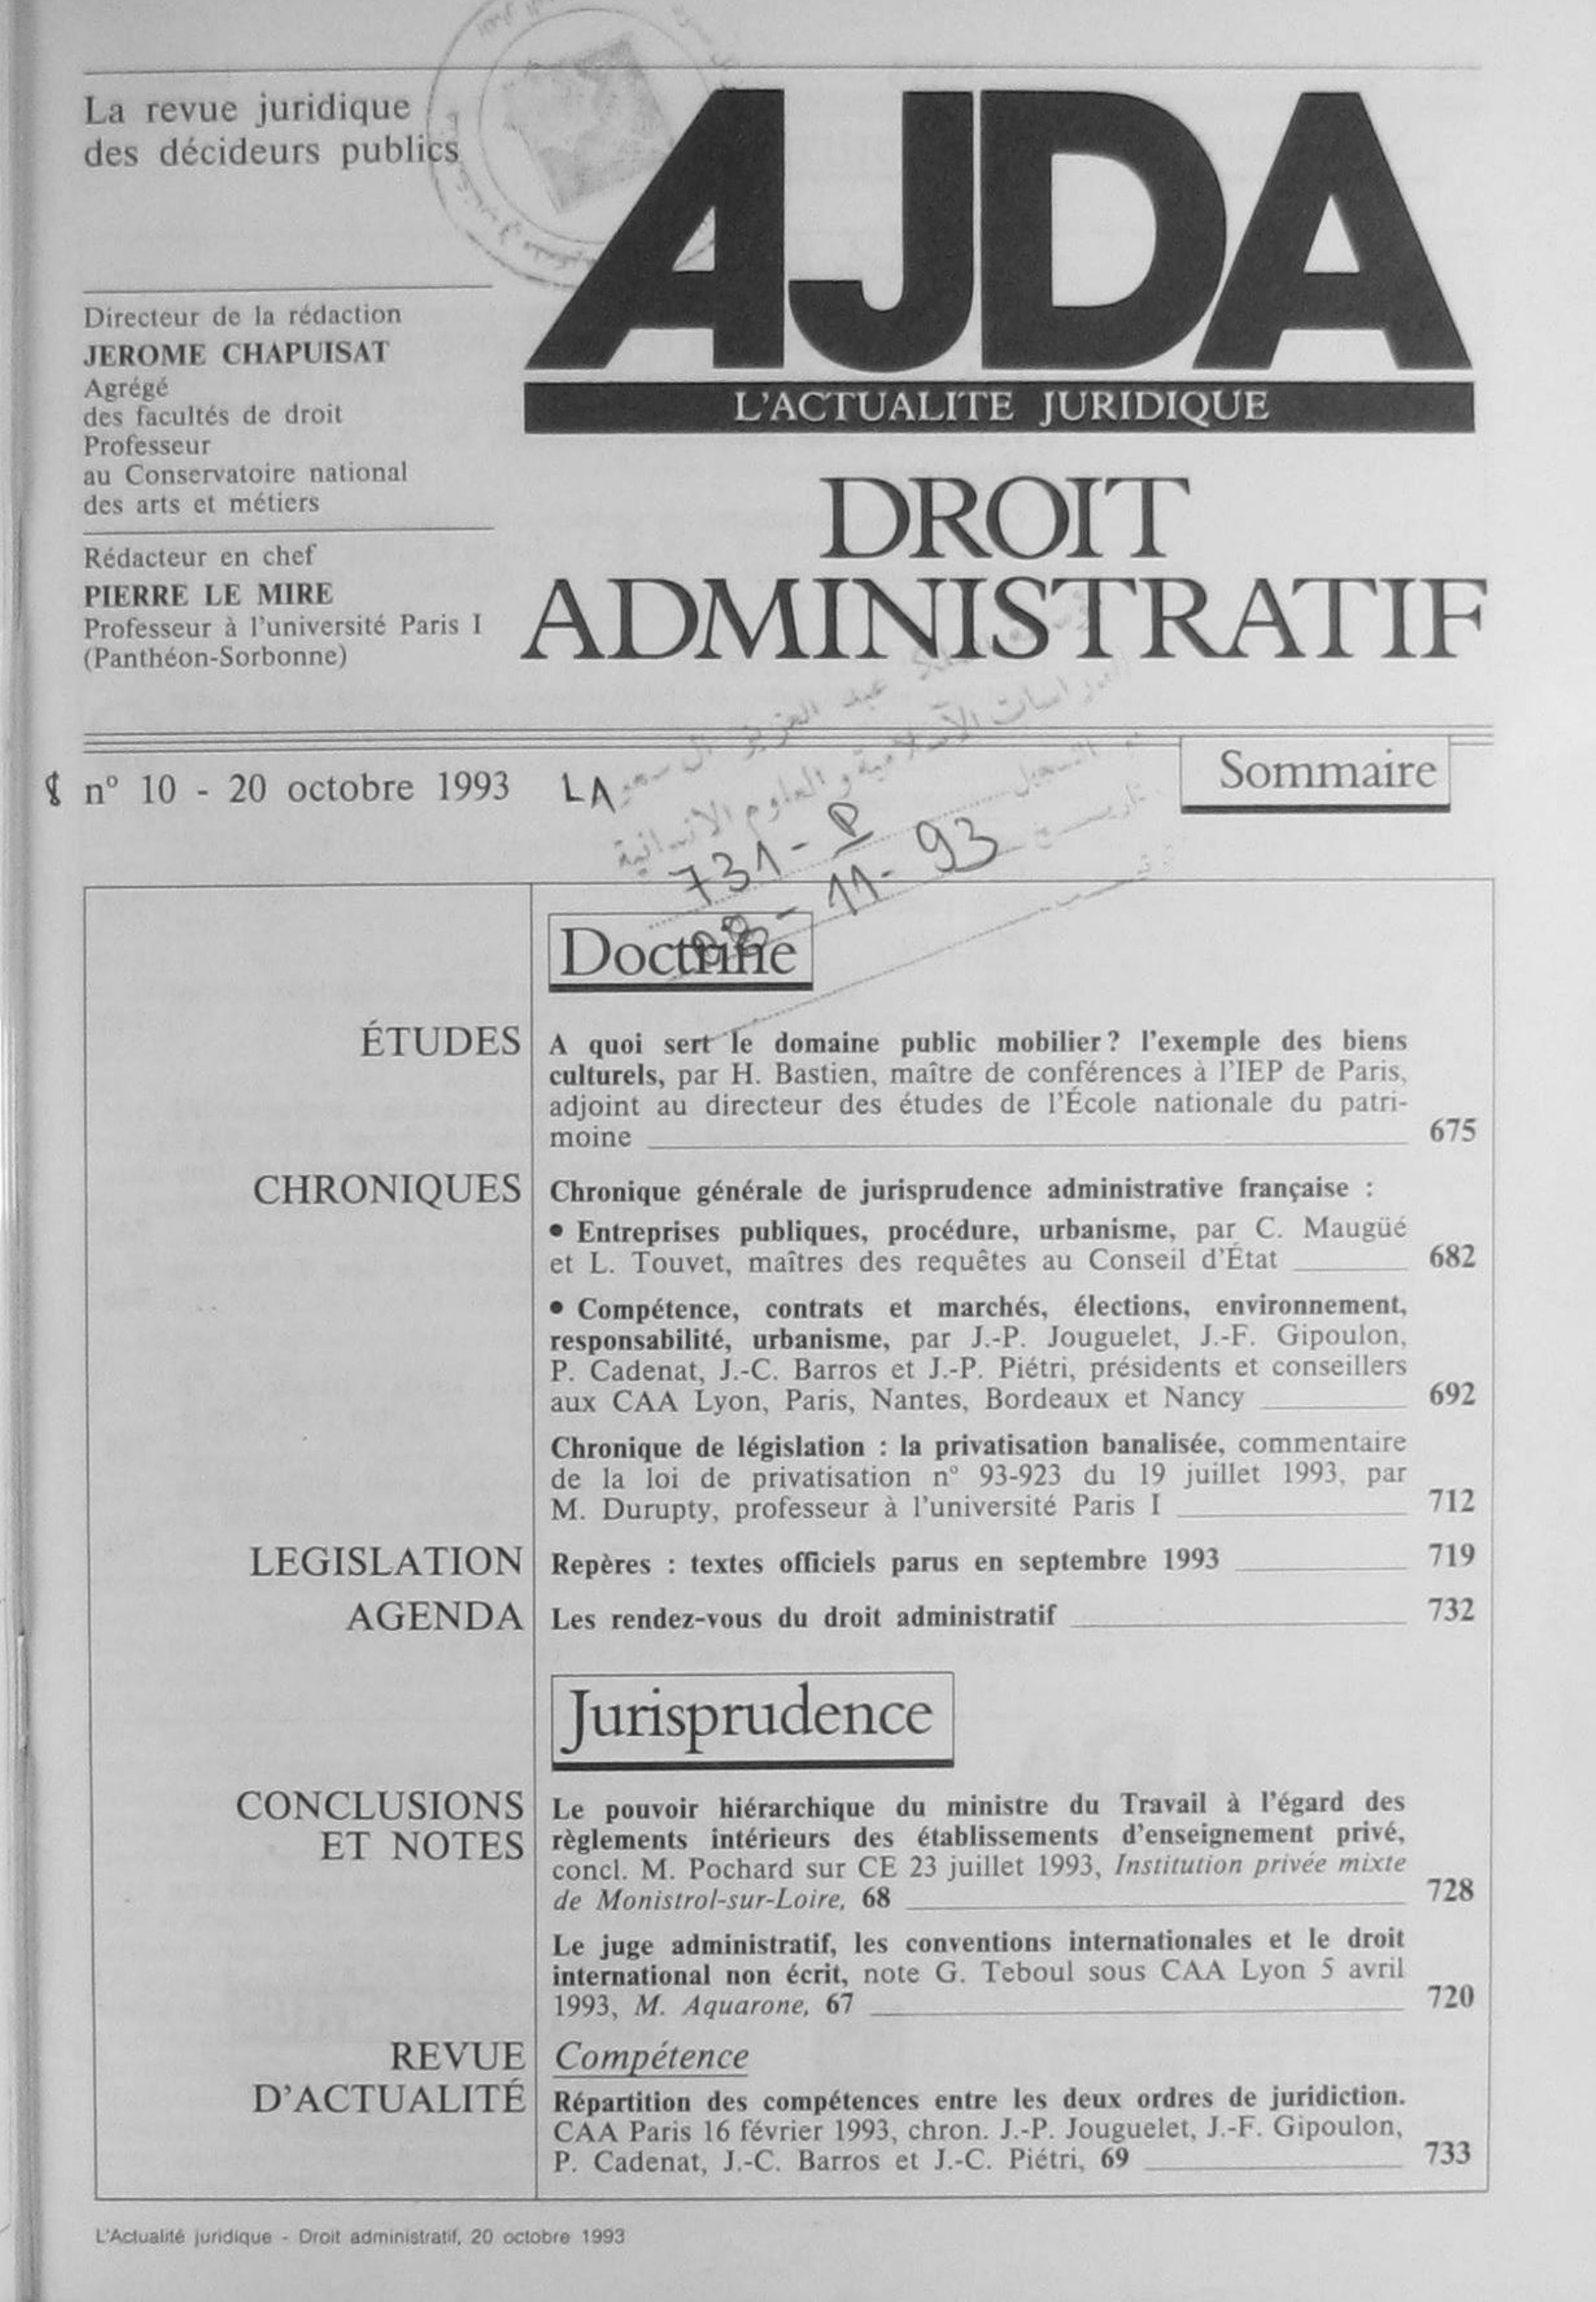 La revue juridique
des décideurs publics
AJDA
L'ACTUALITE JURIDIQUE
DROIT
ADMINISTRATIF
Directeur de la rédaction
JEROME CHAPUISAT
Agrégé
des facultés de droit
Professeur
au Conservatoire national
des arts et métiers
Rédacteur en chef
PIERRE LE MIRE
Professeur à l'université Paris I
(Panthéon-Sorbonne)
nº 10 - 20 octobre 1993
LA
Sommaire
عبد العزيز آل سعود
الدراسات الاسلامية و العلوم الانسانية
731 - P
11 - 93
Doctrine
ÉTUDES
A quoi sert le domaine public mobilier ? l'exemple des biens
culturels, par H. Bastien, maître de conférences à l'IEP de Paris,
adjoint au directeur des études de l'École nationale du patri-
moine 675
CHRONIQUES
Chronique générale de jurisprudence administrative française :
• Entreprises publiques, procédure, urbanisme, par C. Maugüé
et L. Touvet, maîtres des requêtes au Conseil d'État 682
• Compétence, contrats et marchés, élections, environnement,
responsabilité, urbanisme, par J.-P. Jouguelet, J.-F. Gipoulon,
P. Cadenat, J.-C. Barros et J.-P. Piétri, présidents et conseillers
aux CAA Lyon, Paris, Nantes, Bordeaux et Nancy 692
Chronique de législation : la privatisation banalisée, commentaire
de la loi de privatisation nº 93-923 du 19 juillet 1993, par
M. Durupty, professeur à l'université Paris I 712
LEGISLATION
Repères : textes officiels parus en septembre 1993 719
AGENDA
Les rendez-vous du droit administratif 732
Jurisprudence
CONCLUSIONS
ET NOTES
Le pouvoir hiérarchique du ministre du Travail à l'égard des
règlements intérieurs des établissements d'enseignement privé,
concl. M. Pochard sur CE 23 juillet 1993, Institution privée mixte
de Monistrol-sur-Loire, 68 728
Le juge administratif, les conventions internationales et le droit
international non écrit, note G. Teboul sous CAA Lyon 5 avril
1993, M. Aquarone, 67 720
REVUE
D'ACTUALITÉ
Compétence
Répartition des compétences entre les deux ordres de juridiction.
CAA Paris 16 février 1993, chron. J.-P. Jouguelet, J.-F. Gipoulon,
P. Cadenat, J.-C. Barros et J.-C. Piétri, 69 733
L'Actualité juridique - Droit administratif, 20 octobre 1993